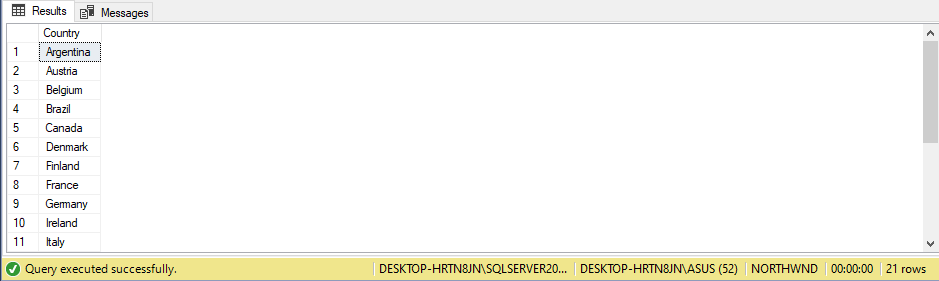 Results Messages
Country
1 Argentina
2 Austria
3 Belgium
4 Brazil
5 Canada
6 Denmark
7 Finland
8 France
9 Germany
10 Ireland
11 Italy
Query executed successfully. DESKTOP-HRTN8JN\SQLSERVER20... DESKTOP-HRTN8JN\ASUS (52) NORTHWND 00:00:00 21 rows